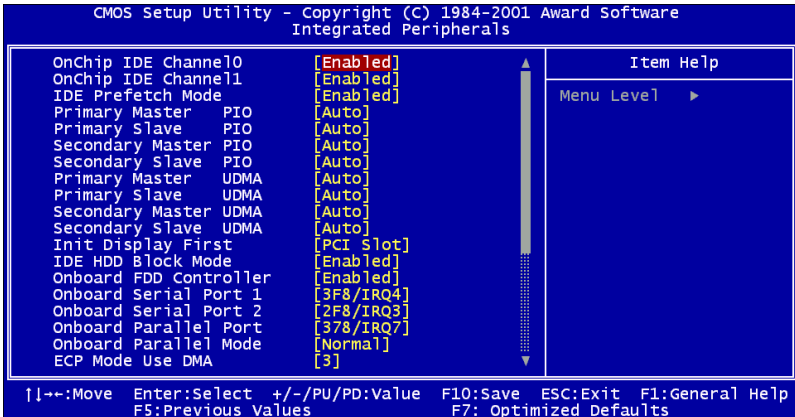 CMOS Setup Utility - Copyright (C) 1984-2001 Award Software
Integrated Peripherals
OnChip IDE Channel0 [Enabled]
OnChip IDE Channel1 [Enabled]
IDE Prefetch Mode [Enabled]
Primary Master PIO [Auto]
Primary Slave PIO [Auto]
Secondary Master PIO [Auto]
Secondary Slave PIO [Auto]
Primary Master UDMA [Auto]
Primary Slave UDMA [Auto]
Secondary Master UDMA [Auto]
Secondary Slave UDMA [Auto]
Init Display First [PCI Slot]
IDE HDD Block Mode [Enabled]
Onboard FDD Controller [Enabled]
Onboard Serial Port 1 [3F8/IRQ4]
Onboard Serial Port 2 [2F8/IRQ3]
Onboard Parallel Port [378/IRQ7]
Onboard Parallel Mode [Normal]
ECP Mode Use DMA [3]
Item Help
Menu Level ▶
↑↓→←:Move Enter:Select +/-/PU/PD:Value F10:Save ESC:Exit F1:General Help
F5:Previous Values F7: Optimized Defaults